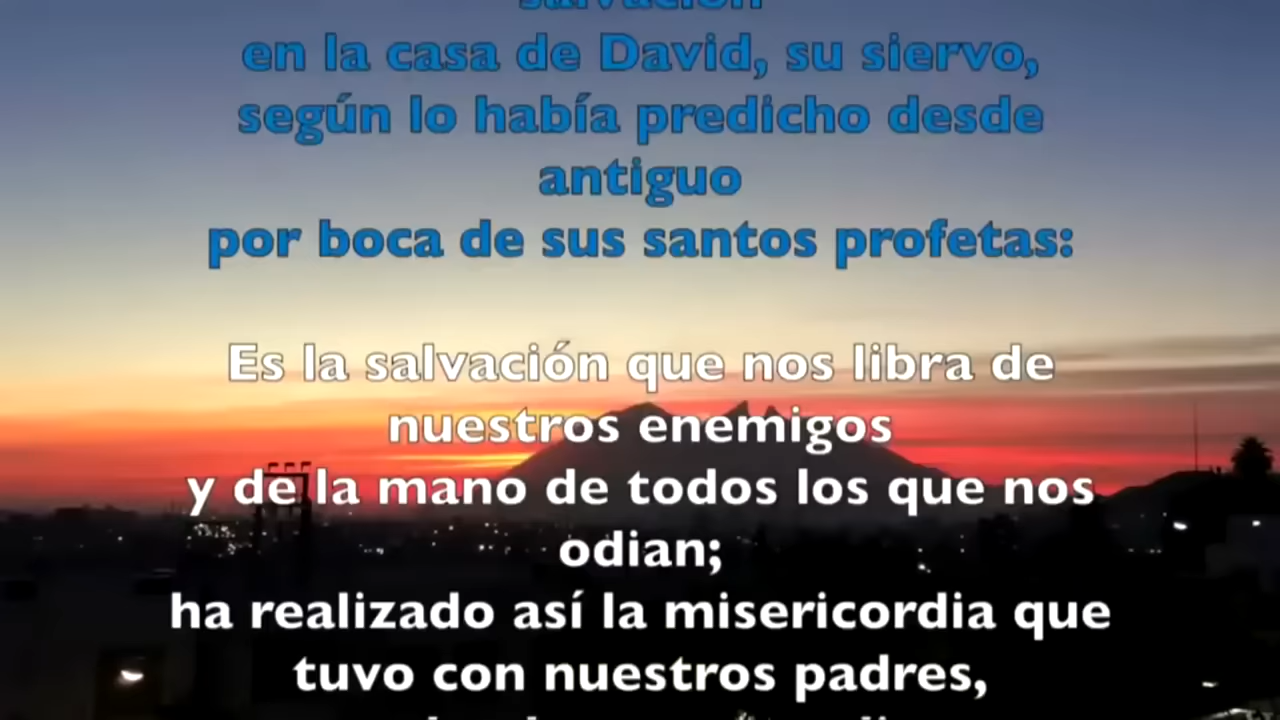 salvación
en la casa de David, su siervo,
según lo había predicho desde
antiguo
por boca de sus santos profetas:
Es la salvación que nos libra de
nuestros enemigos
y de la mano de todos los que nos
odian;
ha realizado así la misericordia que
tuvo con nuestros padres,